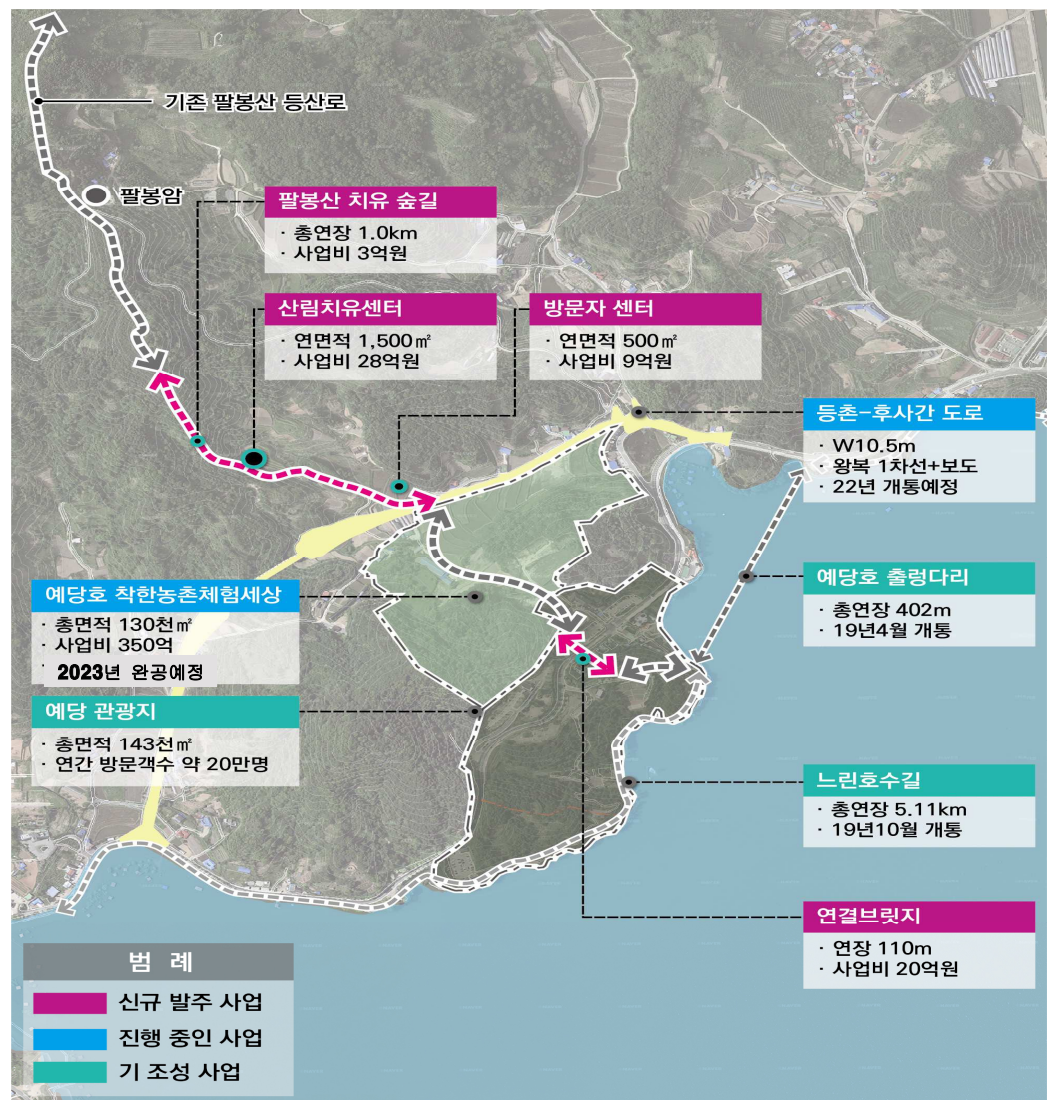 기존 팔봉산 등산로
팔봉암
팔봉산 치유 숲길
· 총연장 1.0km
· 사업비 3억원
산림치유센터
· 연면적 1,500㎡
· 사업비 28억원
방문자 센터
· 연면적 500㎡
· 사업비 9억원
등촌-후사간 도로
· W10.5m
· 왕복 1차선+보도
· 22년 개통예정
예당호 출렁다리
· 총연장 402m
· 19년4월 개통
예당호 착한농촌체험세상
· 총면적 130천㎡
· 사업비 350억
· 2023년 완공예정
예당 관광지
· 총면적 143천㎡
· 연간 방문객수 약 20만명
느린호수길
· 총연장 5.11km
· 19년10월 개통
연결브릿지
· 연장 110m
· 사업비 20억원
범 례
신규 발주 사업
진행 중인 사업
기 조성 사업